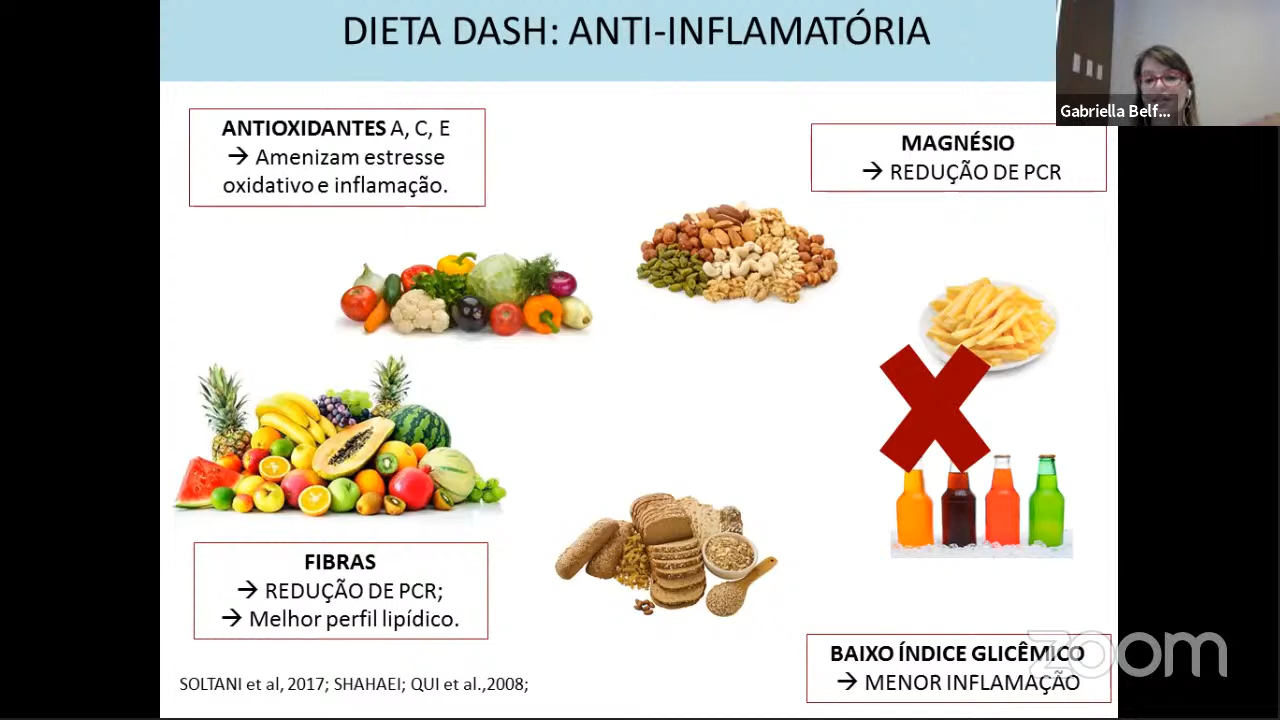 DIETA DASH: ANTI-INFLAMATÓRIA
Gabriella Belf...
ANTIOXIDANTES A, C, E
→ Amenizam estresse
oxidativo e inflamação.
MAGNÉSIO
→ REDUÇÃO DE PCR
FIBRAS
→ REDUÇÃO DE PCR;
→ Melhor perfil lipídico.
BAIXO ÍNDICE GLICÊMICO
→ MENOR INFLAMAÇÃO
zoom
SOLTANI et al, 2017; SHAHAEI; QUI et al.,2008;